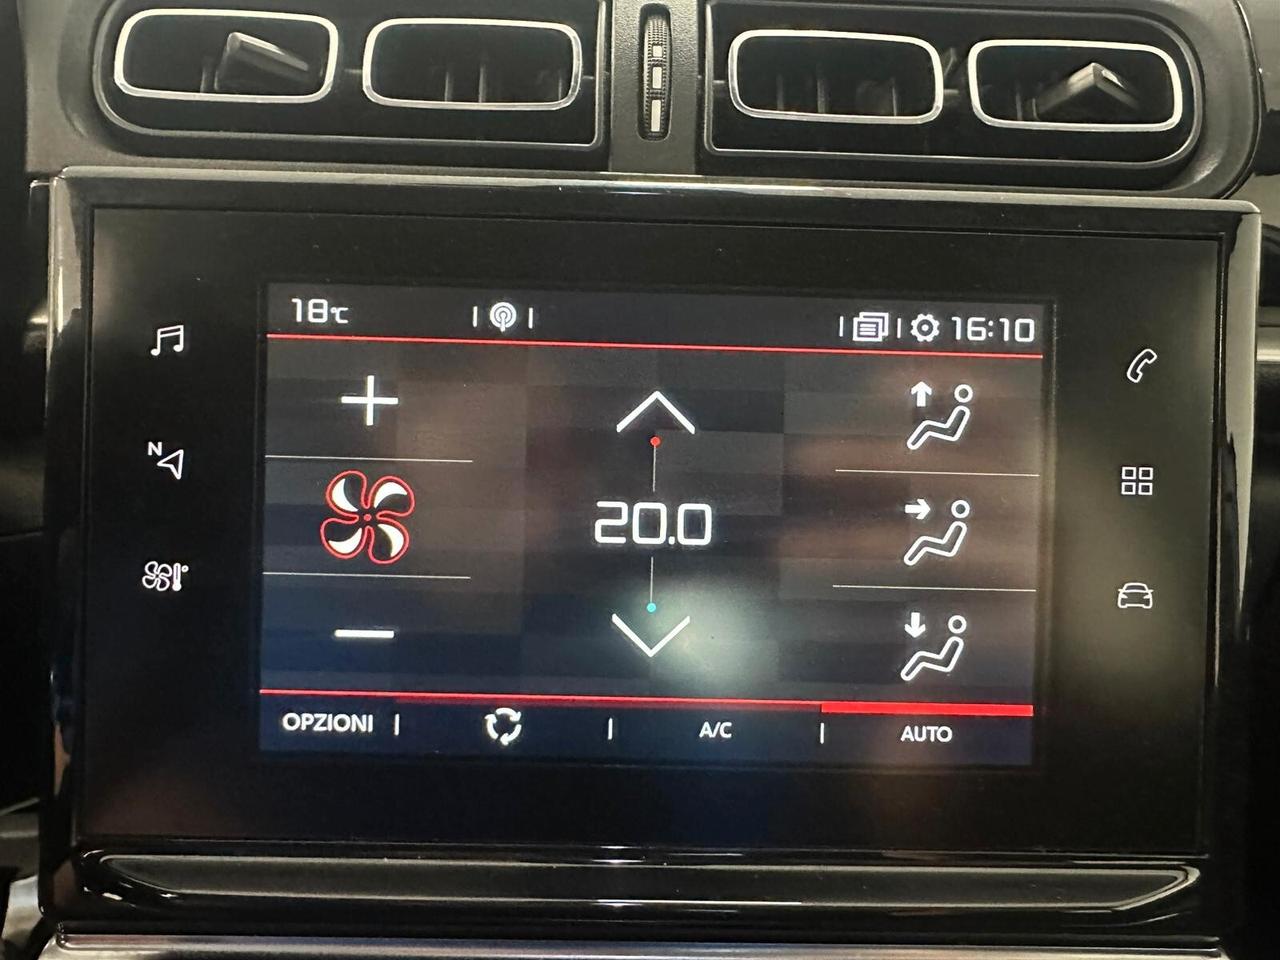 18°C
16:10
N
20.0
OPZIONI
A/C
AUTO